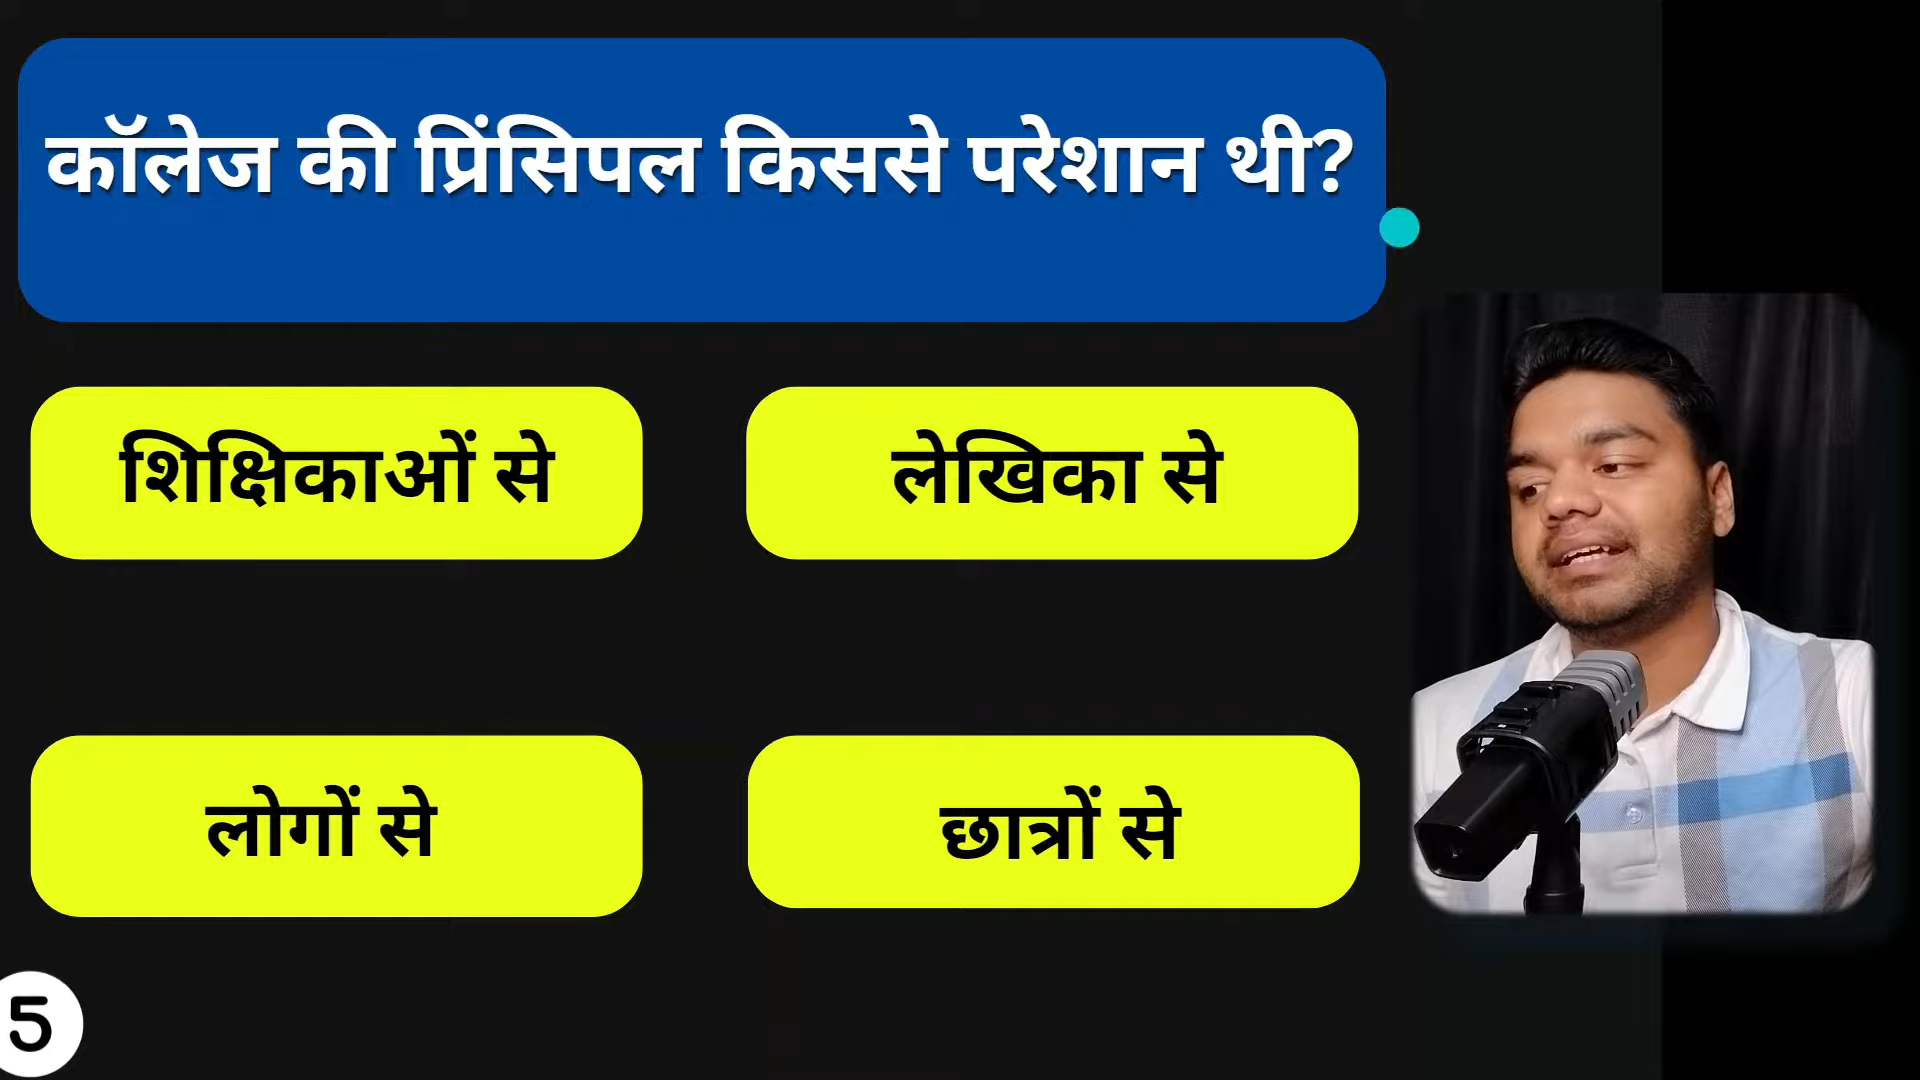 कॉलेज की प्रिंसिपल किससे परेशान थी?
शिक्षिकाओं से
लेखिका से
लोगों से
छात्रों से
5